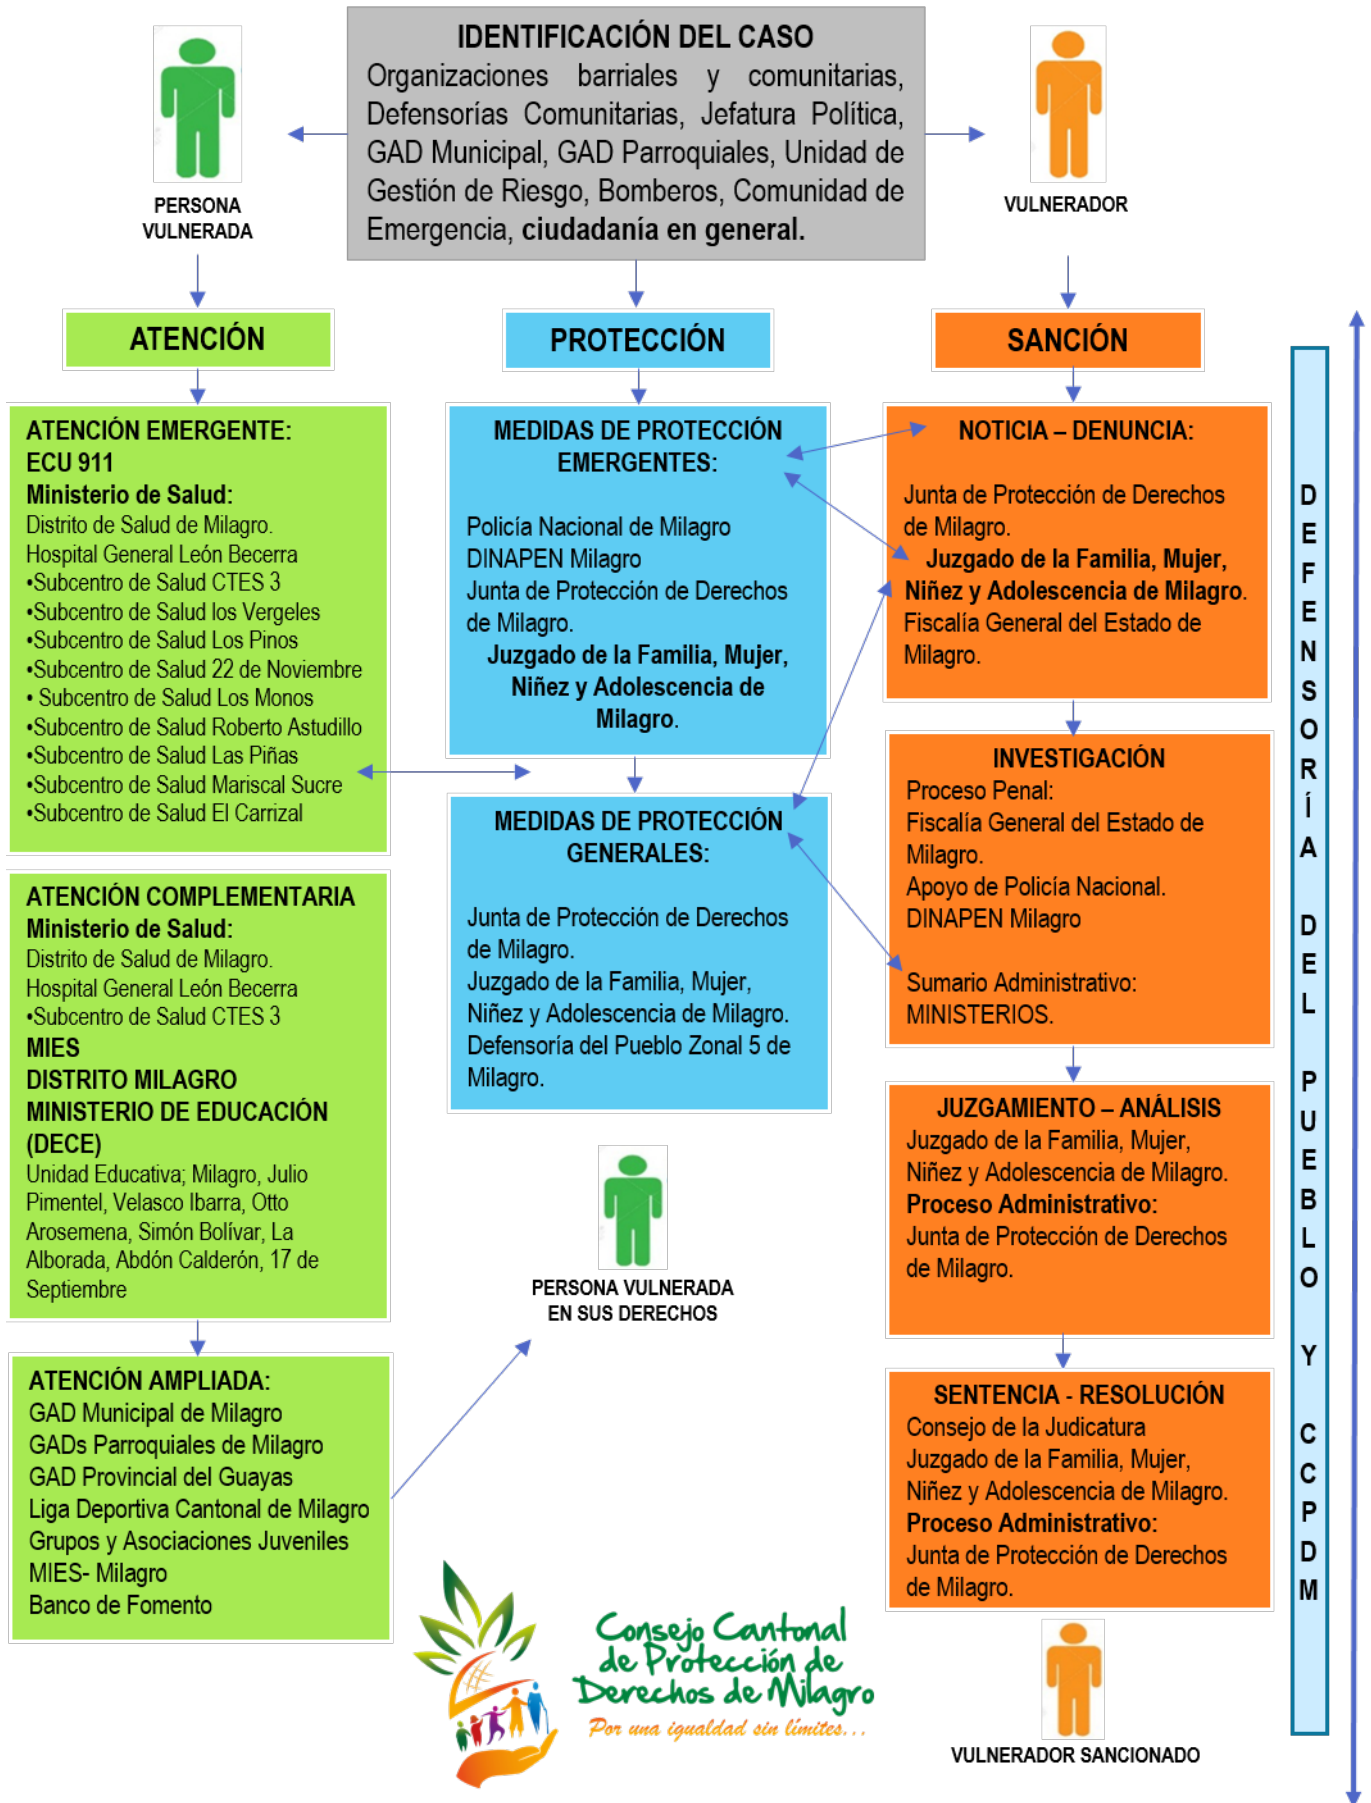 IDENTIFICACIÓN DEL CASO
Organizaciones barriales y comunitarias,
Defensorías Comunitarias, Jefatura Política,
GAD Municipal, GAD Parroquiales, Unidad de
Gestión de Riesgo, Bomberos, Comunidad de
Emergencia, ciudadanía en general.
PERSONA
VULNERADA
VULNERADOR
ATENCIÓN
ATENCIÓN EMERGENTE:
ECU 911
Ministerio de Salud:
Distrito de Salud de Milagro.
Hospital General León Becerra
•Subcentro de Salud CTES 3
•Subcentro de Salud los Vergeles
•Subcentro de Salud Los Pinos
•Subcentro de Salud 22 de Noviembre
• Subcentro de Salud Los Monos
•Subcentro de Salud Roberto Astudillo
•Subcentro de Salud Las Piñas
•Subcentro de Salud Mariscal Sucre
•Subcentro de Salud El Carrizal
ATENCIÓN COMPLEMENTARIA
Ministerio de Salud:
Distrito de Salud de Milagro.
Hospital General León Becerra
•Subcentro de Salud CTES 3
MIES
DISTRITO MILAGRO
MINISTERIO DE EDUCACIÓN
(DECE)
Unidad Educativa; Milagro, Julio
Pimentel, Velasco Ibarra, Otto
Arosemena, Simón Bolívar, La
Alborada, Abdón Calderón, 17 de
Septiembre
ATENCIÓN AMPLIADA:
GAD Municipal de Milagro
GADs Parroquiales de Milagro
GAD Provincial del Guayas
Liga Deportiva Cantonal de Milagro
Grupos y Asociaciones Juveniles
MIES- Milagro
Banco de Fomento
PROTECCIÓN
MEDIDAS DE PROTECCIÓN
EMERGENTES:
Policía Nacional de Milagro
DINAPEN Milagro
Junta de Protección de Derechos
de Milagro.
Juzgado de la Familia, Mujer,
Niñez y Adolescencia de
Milagro.
MEDIDAS DE PROTECCIÓN
GENERALES:
Junta de Protección de Derechos
de Milagro.
Juzgado de la Familia, Mujer,
Niñez y Adolescencia de Milagro.
Defensoría del Pueblo Zonal 5 de
Milagro.
PERSONA VULNERADA
EN SUS DERECHOS
SANCIÓN
NOTICIA – DENUNCIA:
Junta de Protección de Derechos
de Milagro.
Juzgado de la Familia, Mujer,
Niñez y Adolescencia de Milagro.
Fiscalía General del Estado de
Milagro.
INVESTIGACIÓN
Proceso Penal:
Fiscalía General del Estado de
Milagro.
Apoyo de Policía Nacional.
DINAPEN Milagro
Sumario Administrativo:
MINISTERIOS.
JUZGAMIENTO – ANÁLISIS
Juzgado de la Familia, Mujer,
Niñez y Adolescencia de Milagro.
Proceso Administrativo:
Junta de Protección de Derechos
de Milagro.
SENTENCIA - RESOLUCIÓN
Consejo de la Judicatura
Juzgado de la Familia, Mujer,
Niñez y Adolescencia de Milagro.
Proceso Administrativo:
Junta de Protección de Derechos
de Milagro.
VULNERADOR SANCIONADO
DEFENSORÍA DEL PUEBLO Y CCPDM
Consejo Cantonal
de Protección de
Derechos de Milagro
Por una igualdad sin límites...